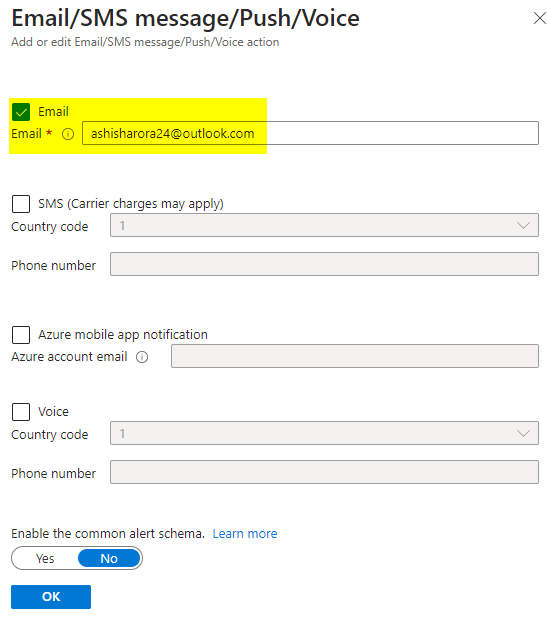 Email/SMS message/Push/Voice
Add or edit Email/SMS message/Push/Voice action
Email
Email * ashisharora24@outlook.com
SMS (Carrier charges may apply)
Country code 1
Phone number
Azure mobile app notification
Azure account email
Voice
Country code 1
Phone number
Enable the common alert schema. Learn more
Yes No
OK